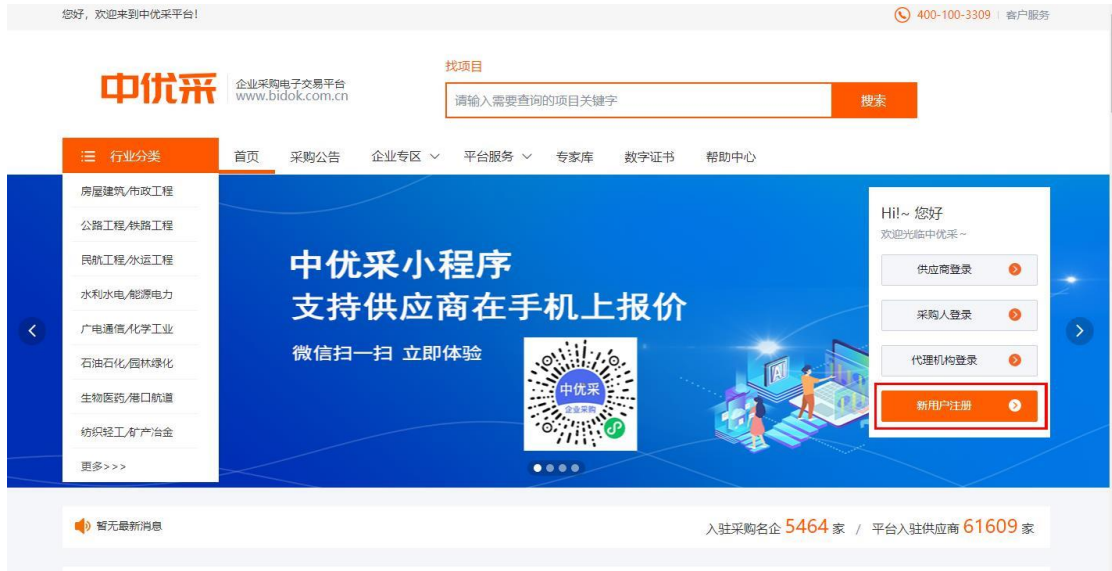 您好，欢迎来到中优采平台！
400-100-3309 客户服务
中优采
企业采购电子交易平台
www.bidok.com.cn
找项目
请输入需要查询的项目关键字
搜索
行业分类
首页 采购公告 企业专区 平台服务 专家库 数字证书 帮助中心
房屋建筑/市政工程
公路工程/铁路工程
民航工程/水运工程
水利水电/能源电力
广电通信/化学工业
石油石化/园林绿化
生物医药/港口航道
纺织轻工/矿产冶金
更多>>>
中优采小程序
支持供应商在手机上报价
微信扫一扫 立即体验
中优采
企业采购
AI
Hi!~ 您好
欢迎光临中优采~
供应商登录
采购人登录
代理机构登录
新用户注册
暂无最新消息
入驻采购名企 5464 家 / 平台入驻供应商 61609 家